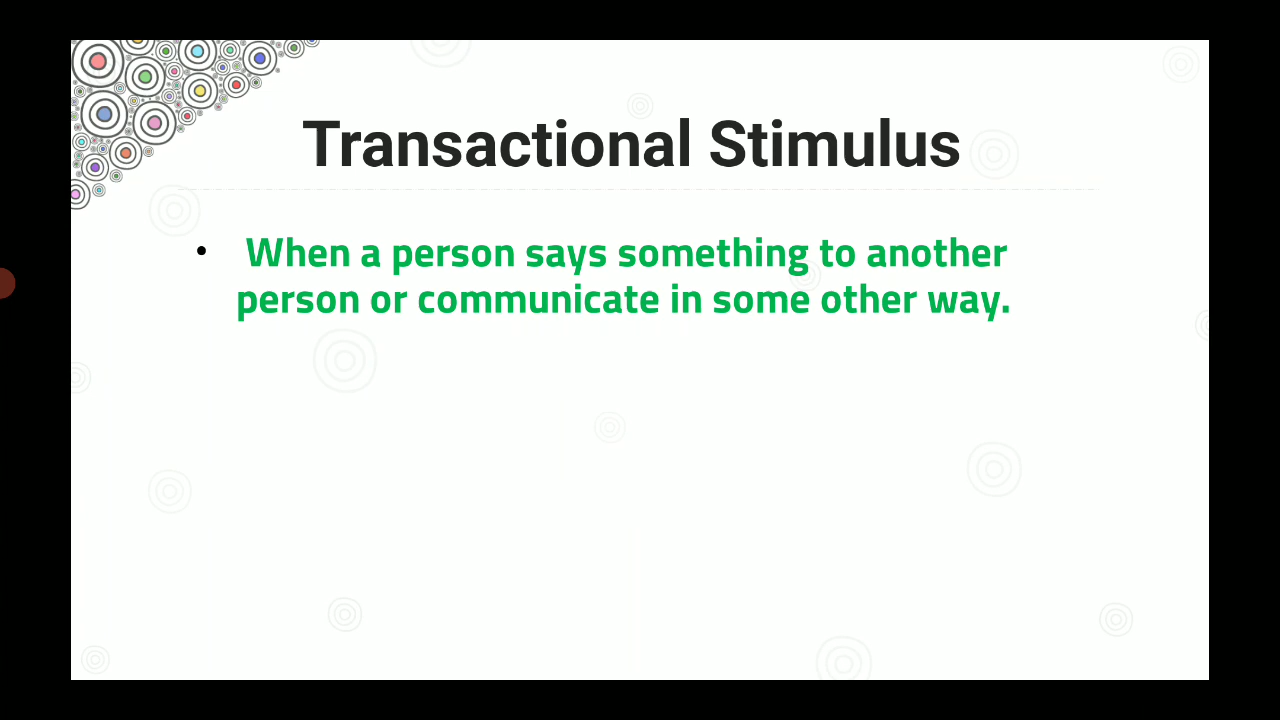 Transactional Stimulus
• When a person says something to another
person or communicate in some other way.